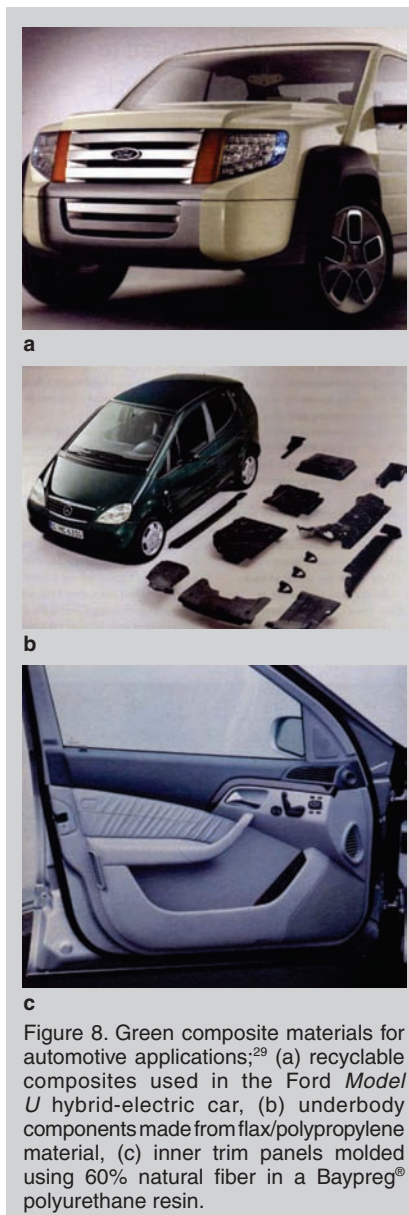 Ford
a
b
c
Figure 8. Green composite materials for
automotive applications;29 (a) recyclable
composites used in the Ford Model
U hybrid-electric car, (b) underbody
components made from flax/polypropylene
material, (c) inner trim panels molded
using 60% natural fiber in a Baypreg®
polyurethane resin.